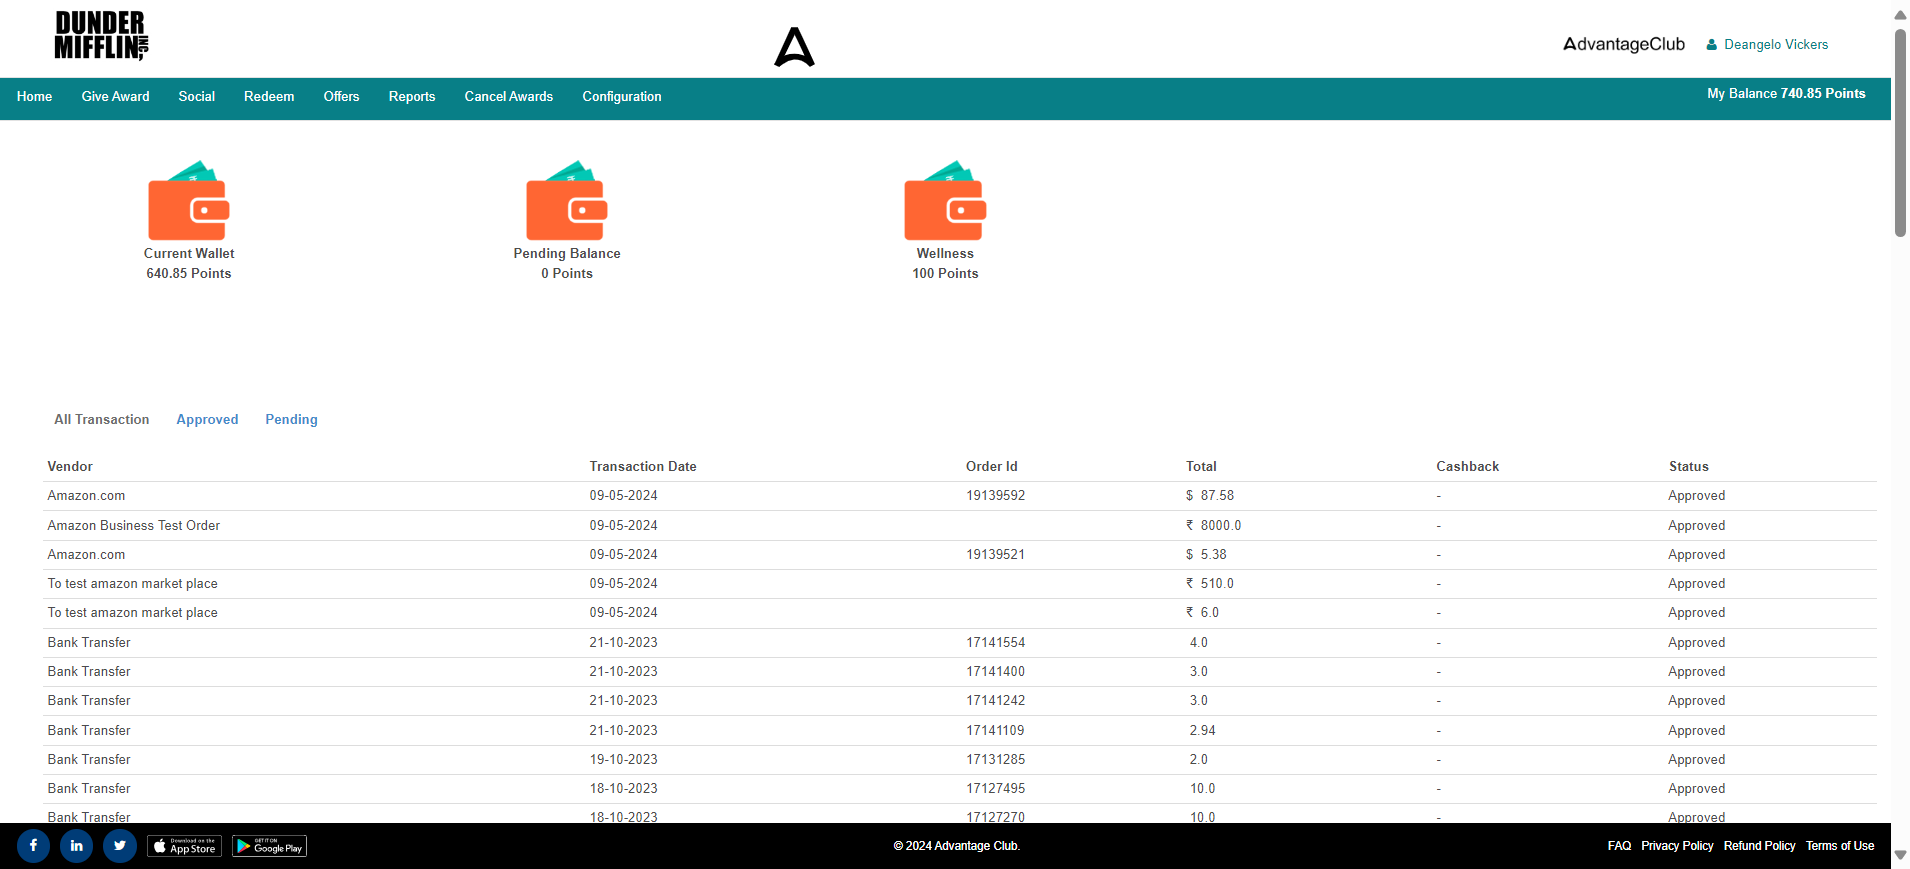 DUNDER MIFFLIN INC,
AdvantageClub Deangelo Vickers
Home Give Award Social Redeem Offers Reports Cancel Awards Configuration My Balance 740.85 Points
Current Wallet Pending Balance Wellness
640.85 Points 0 Points 100 Points
All Transaction Approved Pending
Vendor Transaction Date Order Id Total Cashback Status
Amazon.com 09-05-2024 19139592 $ 87.58 - Approved
Amazon Business Test Order 09-05-2024 ₹ 8000.0 - Approved
Amazon.com 09-05-2024 19139521 $ 5.38 - Approved
To test amazon market place 09-05-2024 ₹ 510.0 - Approved
To test amazon market place 09-05-2024 ₹ 6.0 - Approved
Bank Transfer 21-10-2023 17141554 4.0 - Approved
Bank Transfer 21-10-2023 17141400 3.0 - Approved
Bank Transfer 21-10-2023 17141242 3.0 - Approved
Bank Transfer 21-10-2023 17141109 2.94 - Approved
Bank Transfer 19-10-2023 17131285 2.0 - Approved
Bank Transfer 18-10-2023 17127495 10.0 - Approved
Bank Transfer 18-10-2023 17127270 10.0 - Approved
Download on the App Store GET IT ON Google Play © 2024 Advantage Club. FAQ Privacy Policy Refund Policy Terms of Use